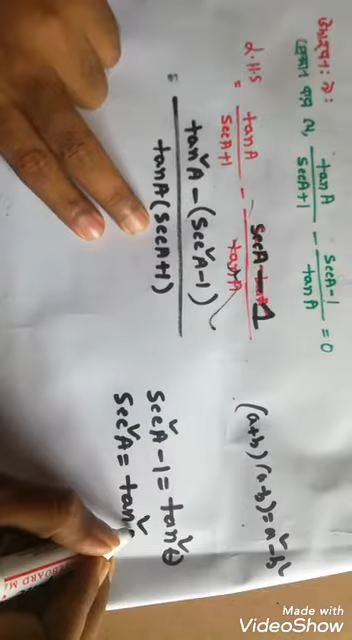 উদাহরণ: ৯:
প্রমাণ কর যে, tanA/secA+1 - secA-1/tanA = 0
L.H.S
= tanA/secA+1 - secA-1/tanA
= tan²A-(sec²A-1)/tanA(secA+1)
(a+b)(a-b)=a²-b²
sec²A-1=tan²θ
sec²A=tan²
Made with
VideoShow